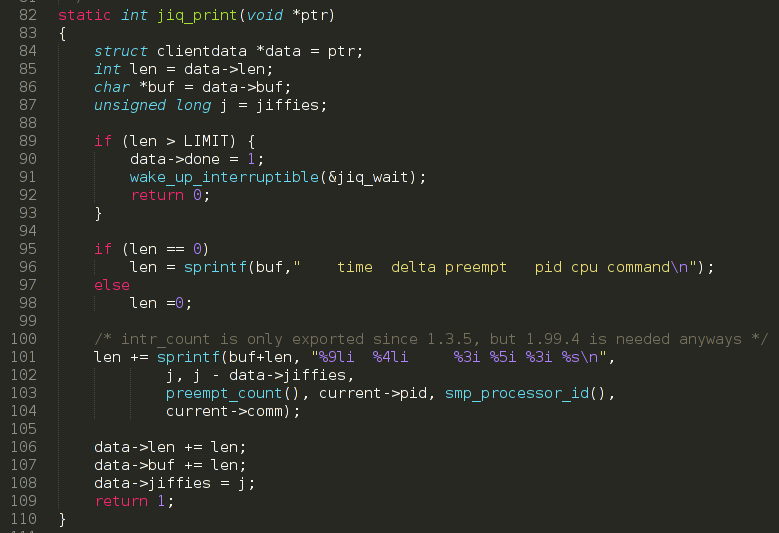 82 static int jiq_print(void *ptr)
83 {
84     struct clientdata *data = ptr;
85     int len = data->len;
86     char *buf = data->buf;
87     unsigned long j = jiffies;
88
89     if (len > LIMIT) {
90         data->done = 1;
91         wake_up_interruptible(&jiq_wait);
92         return 0;
93     }
94
95     if (len == 0)
96         len = sprintf(buf,"    time  delta preempt   pid cpu command\n");
97     else
98         len =0;
99
100     /* intr_count is only exported since 1.3.5, but 1.99.4 is needed anyways */
101     len += sprintf(buf+len, "%9li  %4li     %3i %5i %3i %s\n",
102             j, j - data->jiffies,
103             preempt_count(), current->pid, smp_processor_id(),
104             current->comm);
105
106     data->len += len;
107     data->buf += len;
108     data->jiffies = j;
109     return 1;
110 }